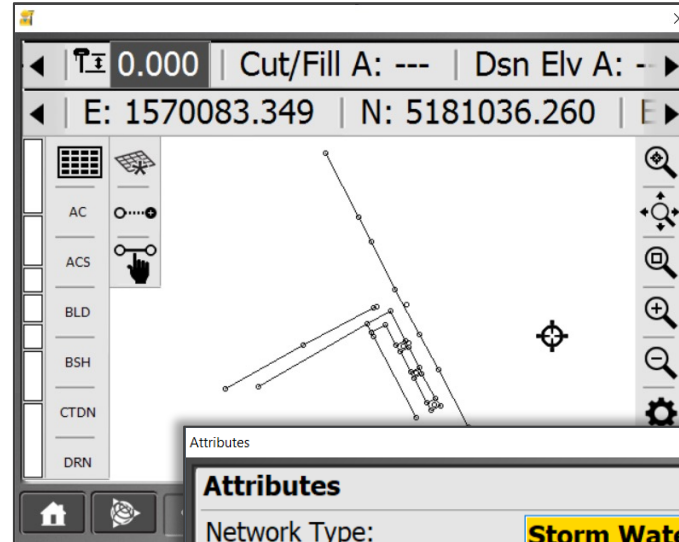 0.000 | Cut/Fill A: --- | Dsn Elv A: -
E: 1570083.349 | N: 5181036.260 | E
AC
ACS
BLD
BSH
CTDN
DRN
Attributes
Attributes
Network Type:
Storm Wate